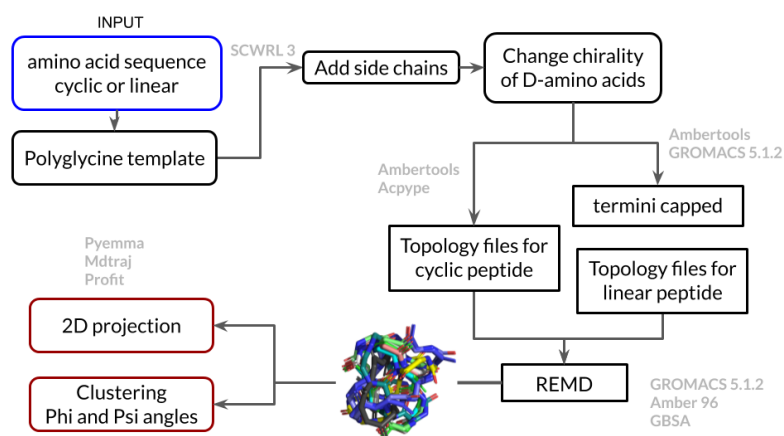 INPUT
amino acid sequence
cyclic or linear
Polyglycine template
SCWRL 3
Add side chains
Change chirality
of D-amino acids
Ambertools
Acpype
Ambertools
GROMACS 5.1.2
termini capped
Topology files for
cyclic peptide
Topology files for
linear peptide
REMD
GROMACS 5.1.2
Amber 96
GBSA
Pyemma
Mdtraj
Profit
2D projection
Clustering
Phi and Psi angles